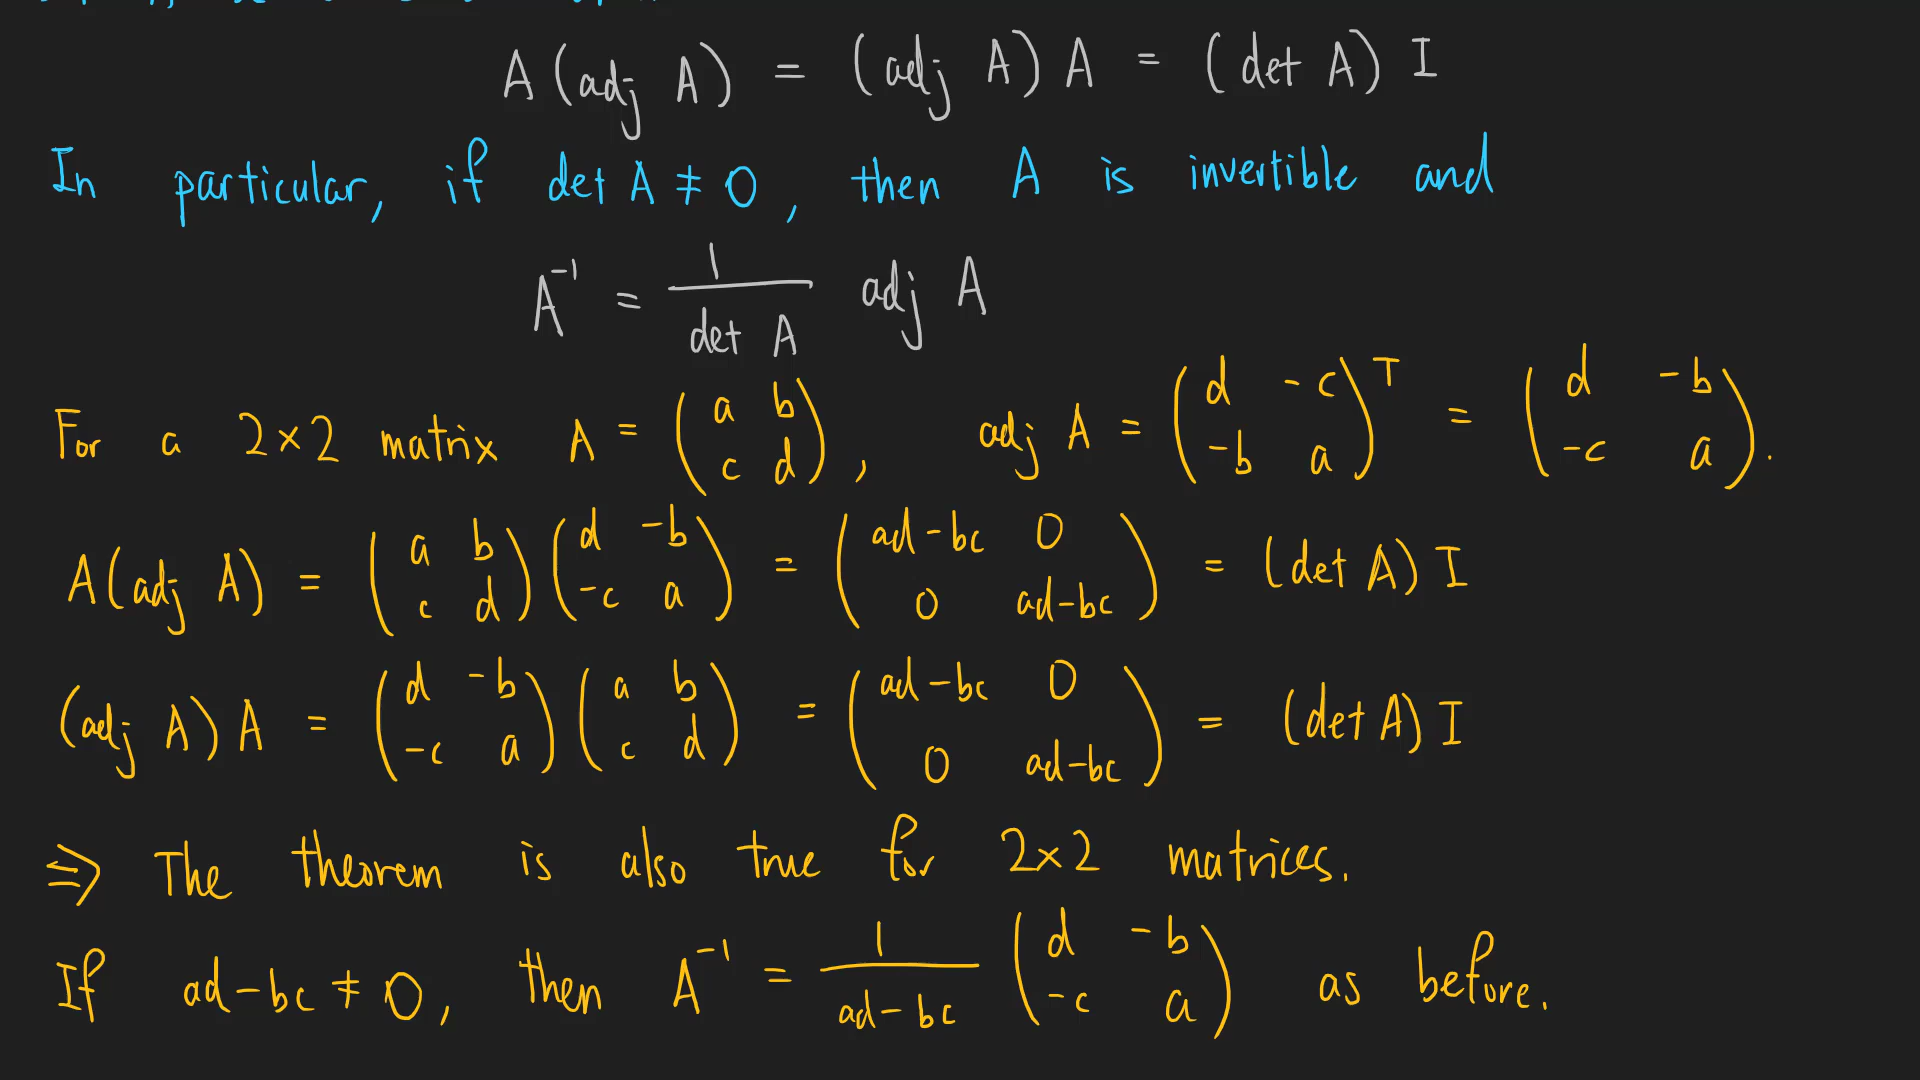 A(adj A) = (adj A)A = (det A) I
In particular, if det A ≠ 0, then A is invertible and
A⁻¹ = 1/(det A) adj A
For a 2×2 matrix A = (a b; c d), adj A = (d -c; -b a)ᵀ = (d -b; -c a).
A(adj A) = (a b; c d)(d -b; -c a) = (ad-bc 0; 0 ad-bc) = (det A) I
(adj A)A = (d -b; -c a)(a b; c d) = (ad-bc 0; 0 ad-bc) = (det A) I
⇒ The theorem is also true for 2×2 matrices.
If ad-bc ≠ 0, then A⁻¹ = 1/(ad-bc) (d -b; -c a) as before.